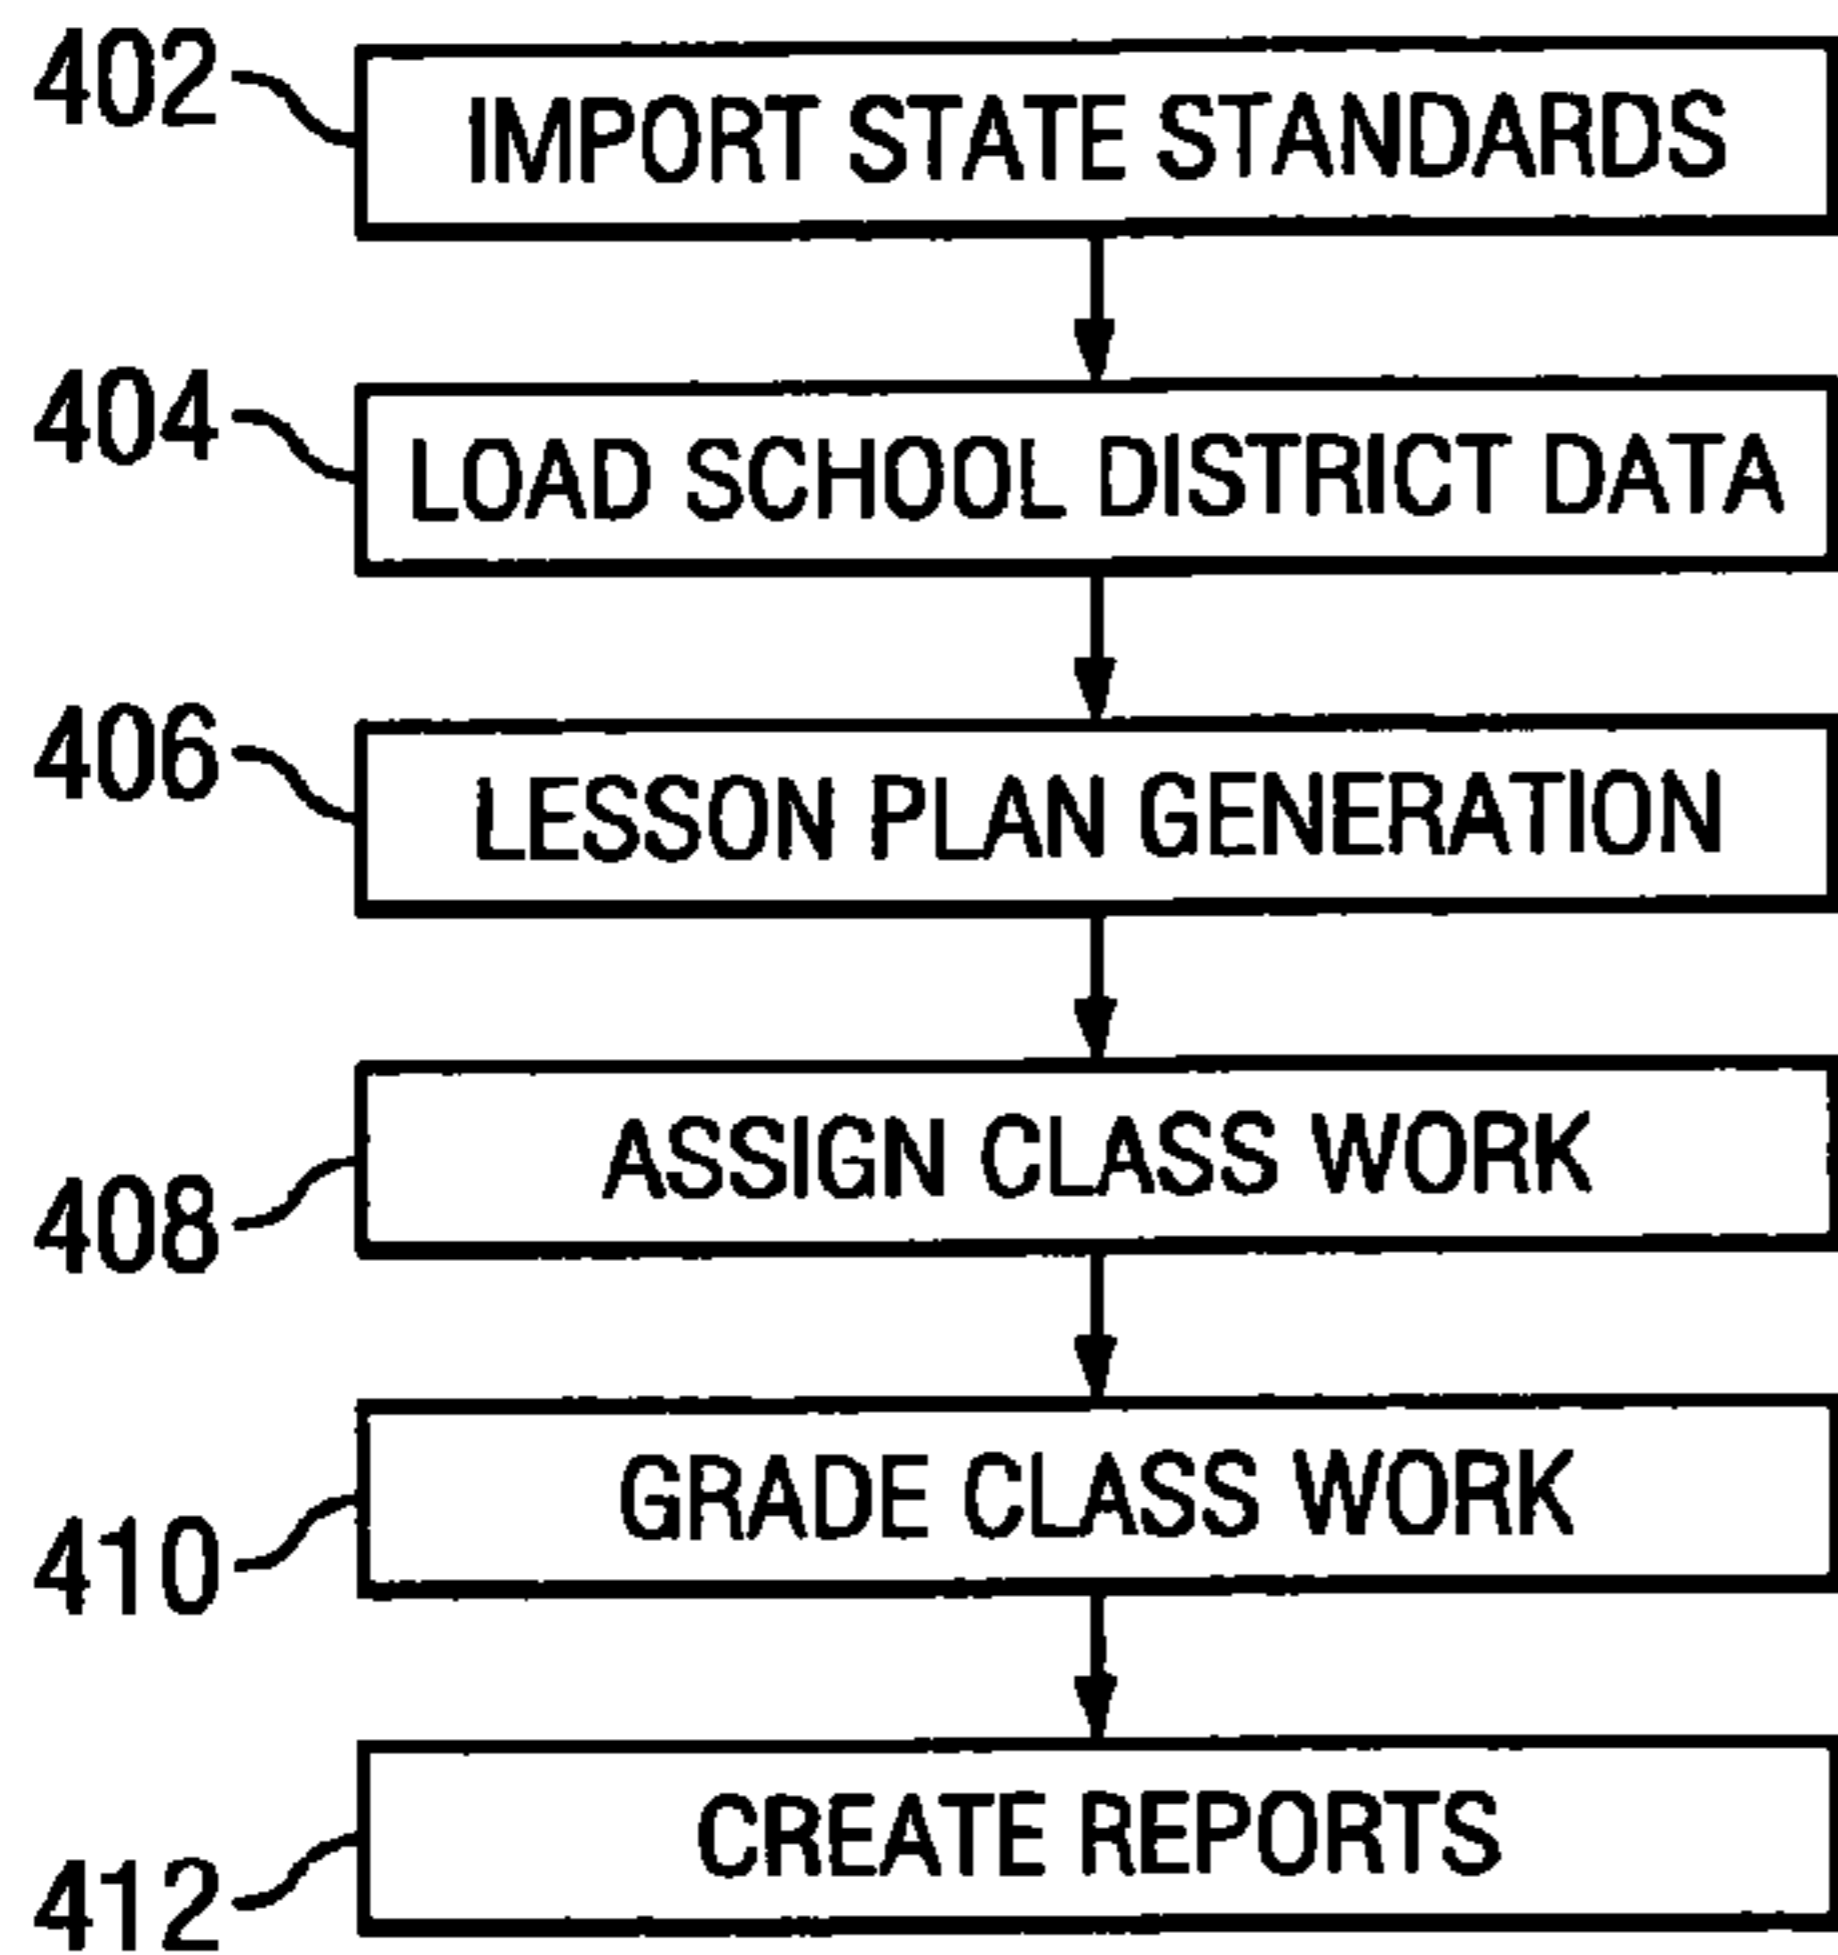 402 IMPORT STATE STANDARDS
404 LOAD SCHOOL DISTRICT DATA
406 LESSON PLAN GENERATION
408 ASSIGN CLASS WORK
410 GRADE CLASS WORK
412 CREATE REPORTS